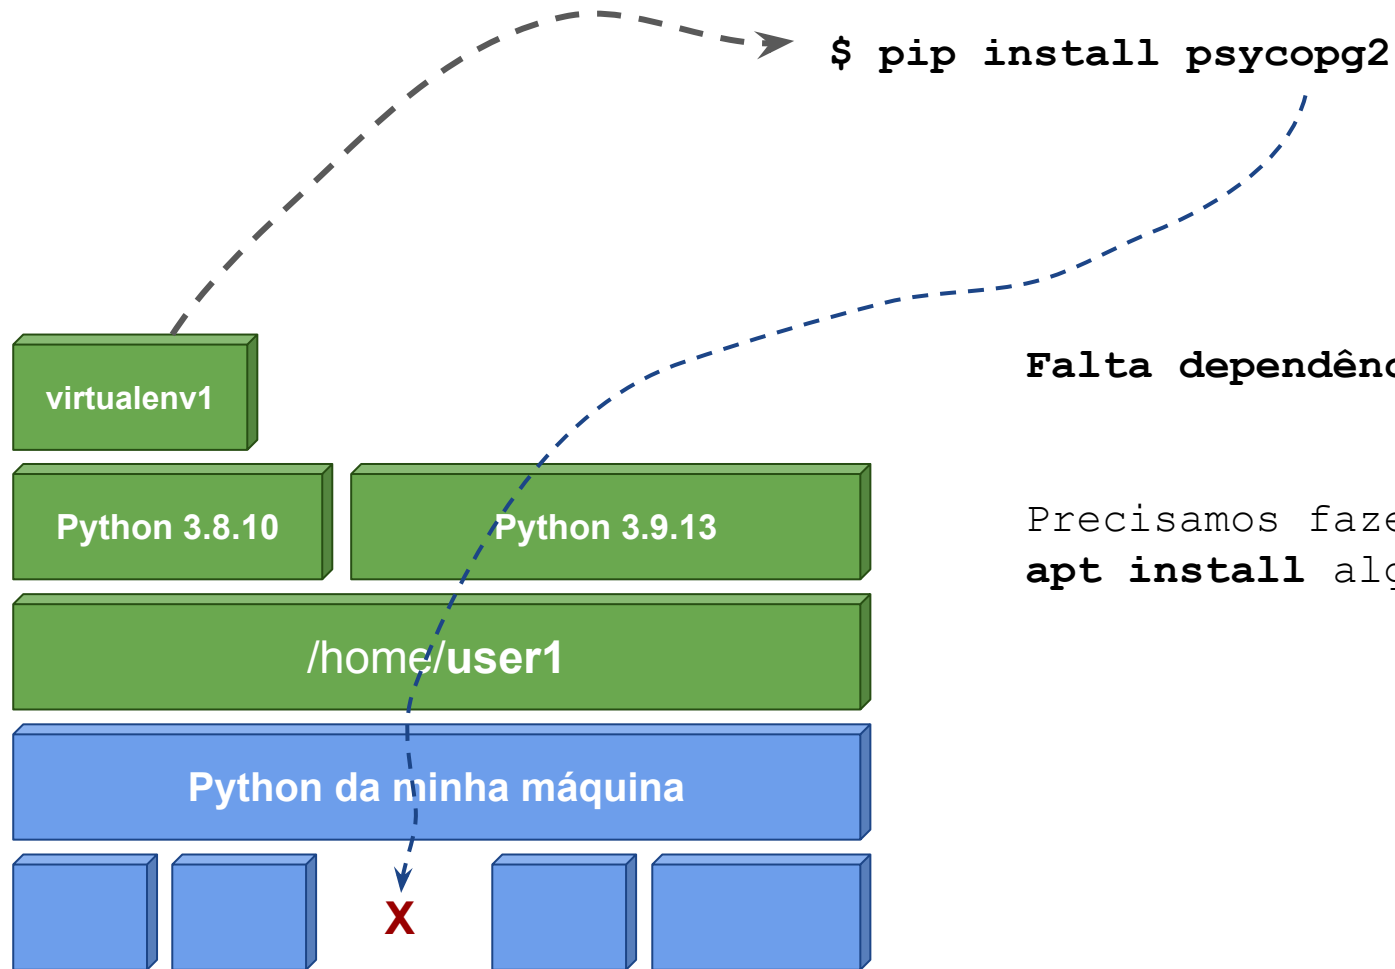 $ pip install psycopg2
virtualenv1
Falta
Python 3.8.10
Python 3.9.13
Precisamos
apt install
/home/user1
Python da minha máquina
X